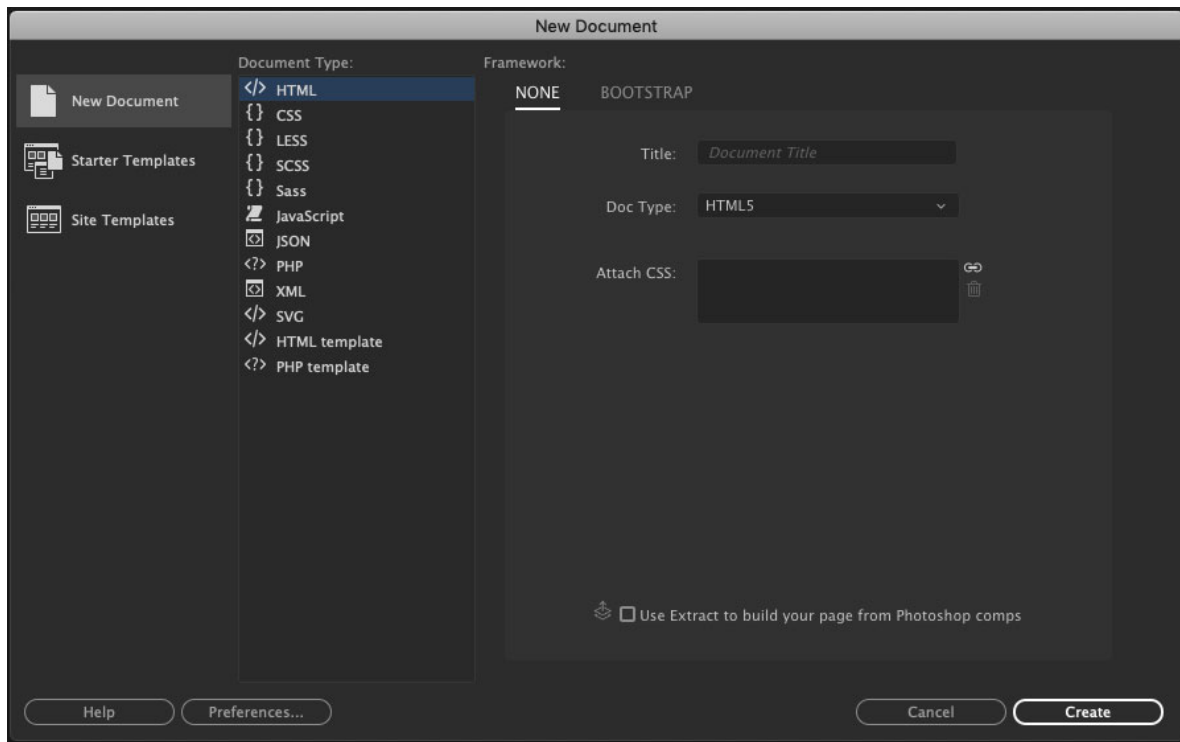 New Document
New Document
Starter Templates
Site Templates
Document Type:
HTML
CSS
LESS
SCSS
Sass
JavaScript
JSON
PHP
XML
SVG
HTML template
PHP template
Framework:
NONE BOOTSTRAP
Title: Document Title
Doc Type: HTML5
Attach CSS:
Use Extract to build your page from Photoshop comps
Help Preferences... Cancel Create